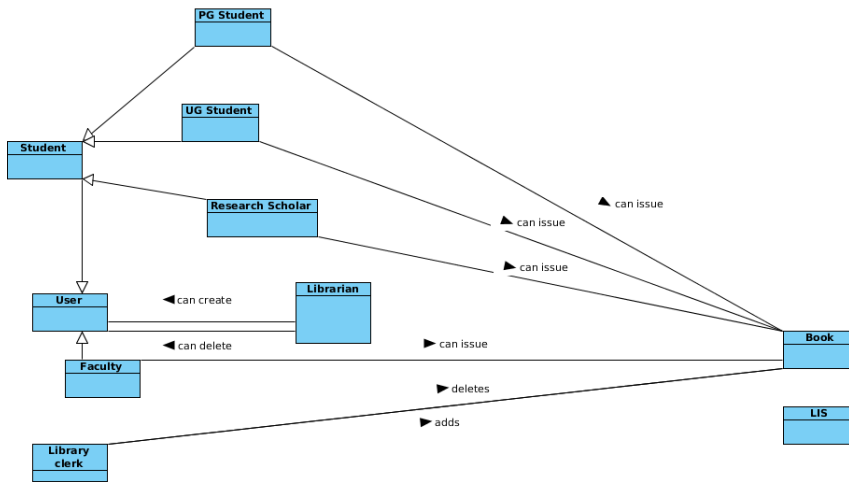 PG Student
UG Student
Student
Research Scholar
can issue
can issue
can issue
Librarian
User
can create
Book
can delete
can issue
Faculty
deletes
LIS
adds
Library
clerk